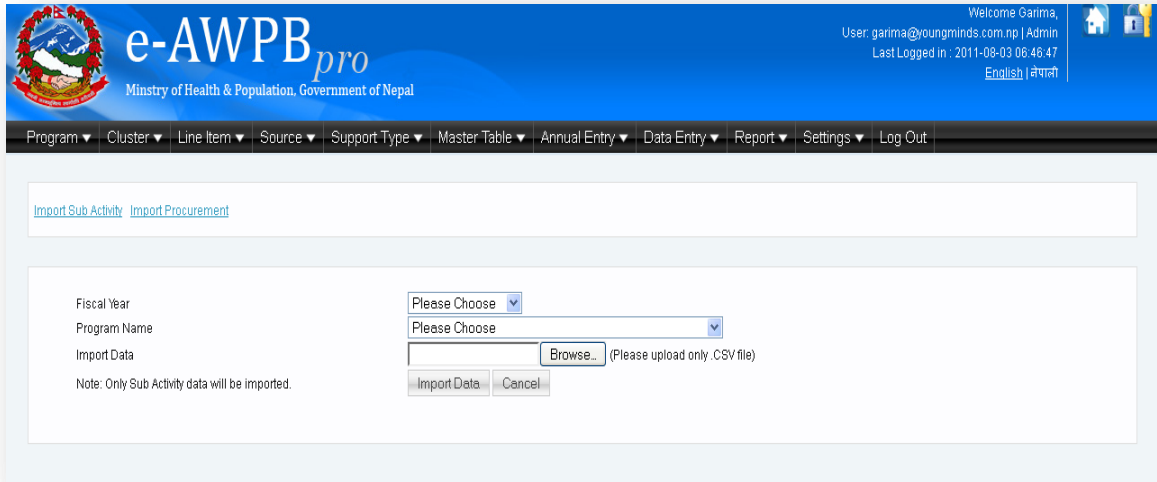 Welcome Garima,
User: garima@youngminds.com.np | Admin
Last Logged in : 2011-08-03 06:46:47
English | नेपाली
e-AWPB pro
Minstry of Health & Population, Government of Nepal
Program ▼ Cluster ▼ Line Item ▼ Source ▼ Support Type ▼ Master Table ▼ Annual Entry ▼ Data Entry ▼ Report ▼ Settings ▼ Log Out
Import Sub Activity Import Procurement
Fiscal Year Please Choose
Program Name Please Choose
Import Data Browse... (Please upload only .CSV file)
Note: Only Sub Activity data will be imported. Import Data Cancel